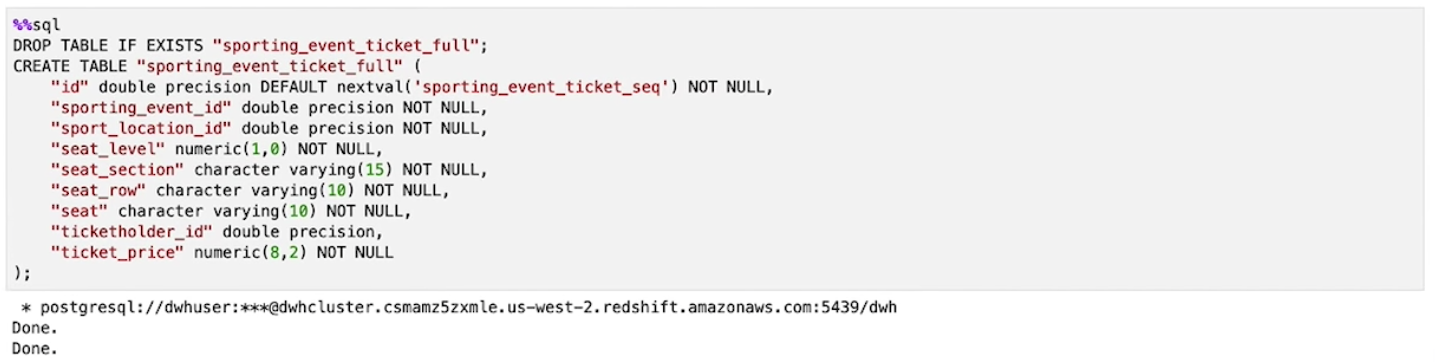 %%sql
DROP TABLE IF EXISTS "sporting_event_ticket_full";
CREATE TABLE "sporting_event_ticket_full" (
    "id" double precision DEFAULT nextval('sporting_event_ticket_seq') NOT NULL,
    "sporting_event_id" double precision NOT NULL,
    "sport_location_id" double precision NOT NULL,
    "seat_level" numeric(1,0) NOT NULL,
    "seat_section" character varying(15) NOT NULL,
    "seat_row" character varying(10) NOT NULL,
    "seat" character varying(10) NOT NULL,
    "ticketholder_id" double precision,
    "ticket_price" numeric(8,2) NOT NULL
);
 * postgresql://dwhuser:***@dwhcluster.csmamz5zxmle.us-west-2.redshift.amazonaws.com:5439/dwh
Done.
Done.